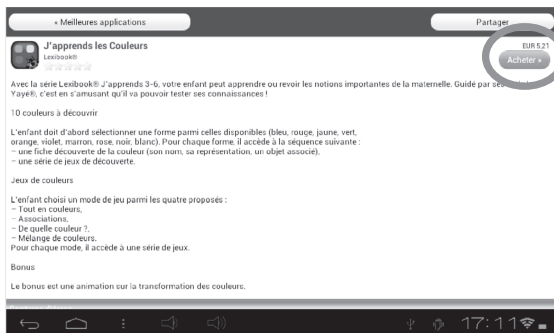 « Meilleures applications
Partager
J'apprends les Couleurs
EUR 5,21
Lexibook®
Acheter »
Avec la série Lexibook® J'apprends 3-6, votre enfant peut apprendre ou revoir les notions importantes de la maternelle. Guidé par ses
Yaye®, c'est en s'amusant qu'il va pouvoir tester ses connaissances !
10 couleurs à découvrir
L'enfant doit d'abord sélectionner une forme parmi celles disponibles (bleu, rouge, jaune, vert,
orange, violet, marron, rose, noir, blanc). Pour chaque forme, il accède à la séquence suivante :
– une fiche découverte de la couleur (son nom, sa représentation, un objet associé),
– une série de jeux de découverte.
Jeux de couleurs
L'enfant choisi un mode de jeu parmi les quatre proposés :
– Tout en couleurs,
– Associations,
– De quelle couleur ?,
– Mélange de couleurs.
Pour chaque mode, il accède à une série de jeux.
Bonus
Le bonus est une animation sur la transformation des couleurs.
17:11